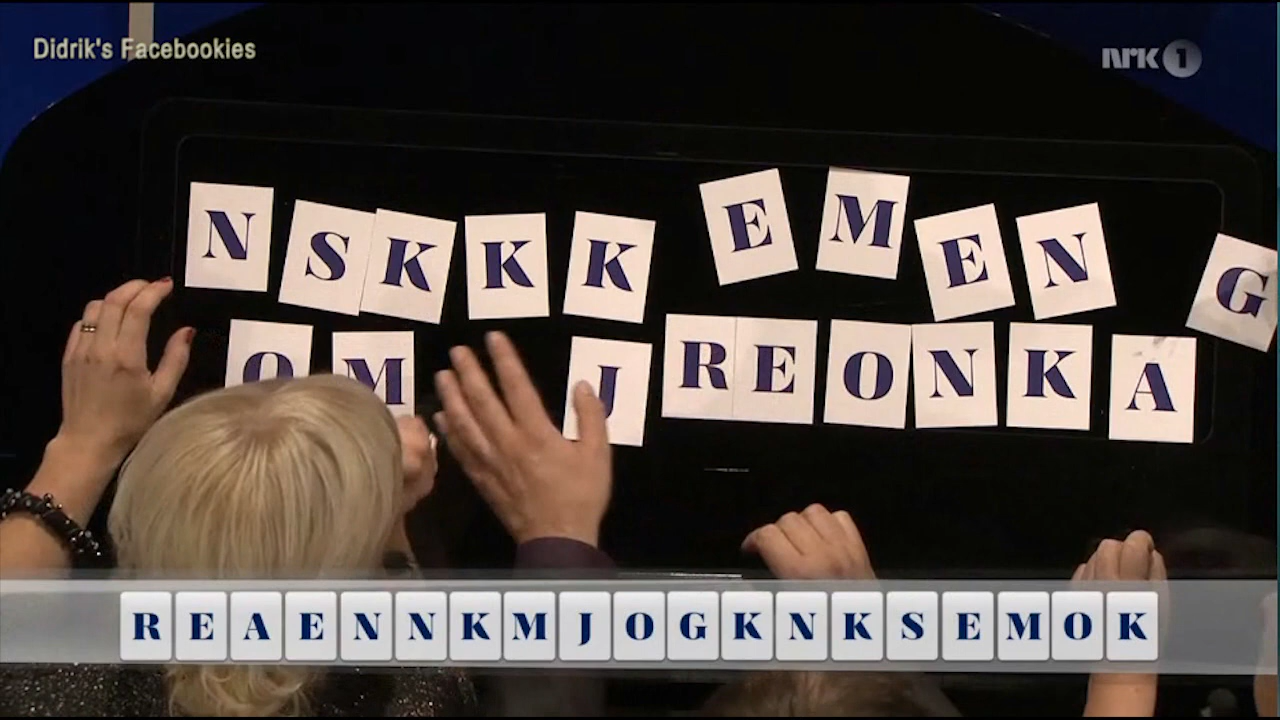 Didrik's Facebookies
nrk 1
N S K K K E M E N G
O M J R E O N K A
R E A E N N K M J O G K N K S E M O K